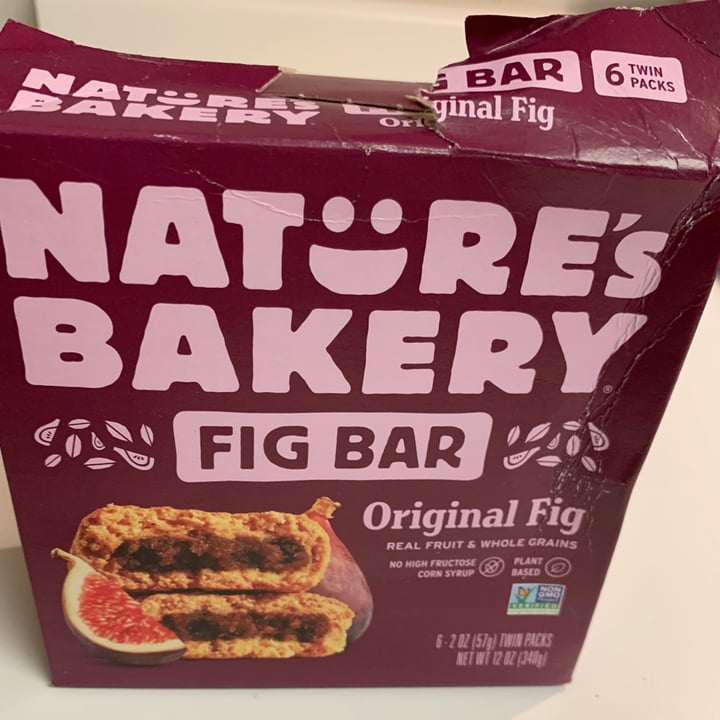 NATURE'S
BAKERY
BAR
Original Fig
6 TWIN
PACKS
NATURE'S
BAKERY®
FIG BAR
Original Fig
REAL FRUIT & WHOLE GRAINS
NO HIGH FRUCTOSE
CORN SYRUP
PLANT
BASED
NON
GMO
Project
VERIFIED
6 - 2 OZ (57g) TWIN PACKS
NET WT 12 OZ (340g)